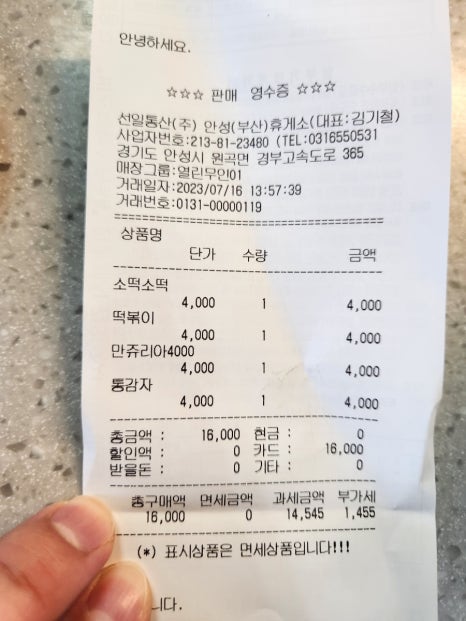 안녕하세요.
☆☆☆ 판매 영수증 ☆☆☆
선일통산(주) 안성(부산)휴게소(대표:김기철)
사업자번호:213-81-23480 (TEL:0316550531
경기도 안성시 원곡면 경부고속도로 365
매장그룹:열린무인01
거래일자:2023/07/16 13:57:39
거래번호:0131-00000119
상품명
단가 수량 금액
소떡소떡
4,000 1 4,000
떡볶이
4,000 1 4,000
만쥬리아4000
4,000 1 4,000
통감자
4,000 1 4,000
총금액 : 16,000 현금 : 0
할인액 : 0 카드 : 16,000
받을돈 : 0 기타 : 0
총구매액 면세금액 과세금액 부가세
16,000 0 14,545 1,455
(*) 표시상품은 면세상품입니다!!!
니다.